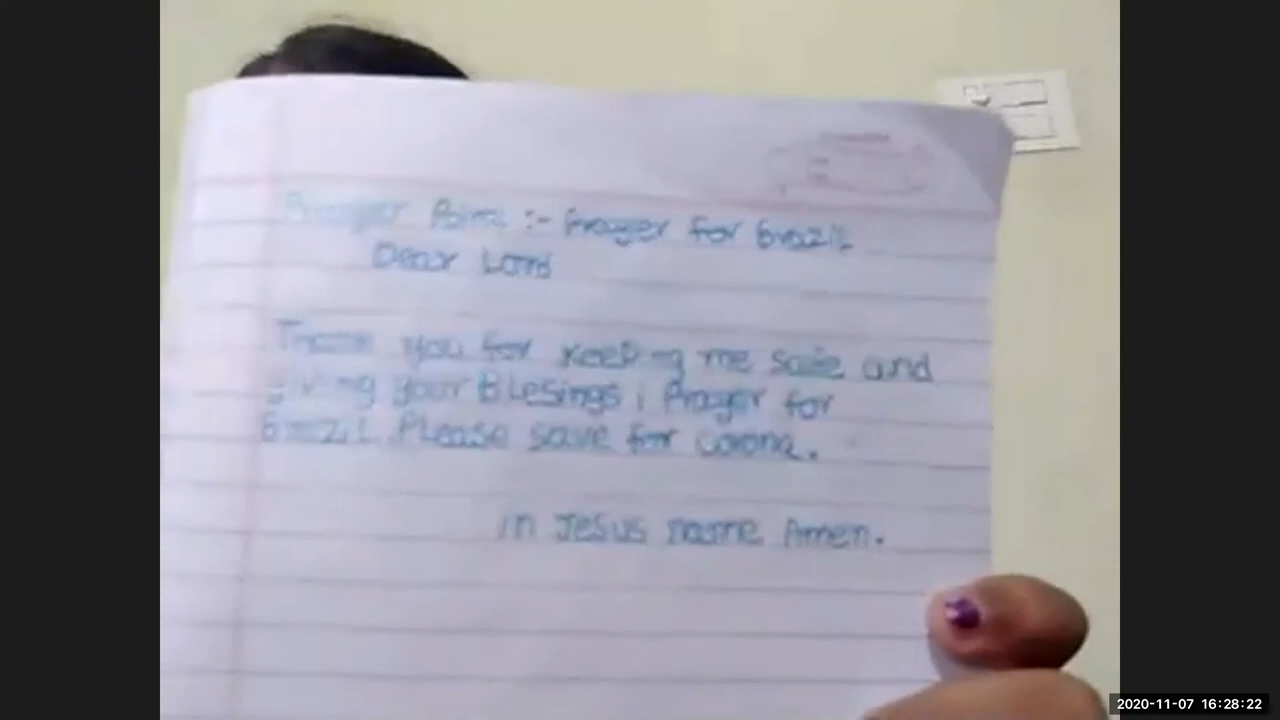 Prayer Point :- Prayer for Brazil
Dear Lord
Thank you for keeping me safe and
giving your blesings i Prayer for
Brazil Please save for corona.
in Jesus name Amen.
2020-11-07 16:28:22